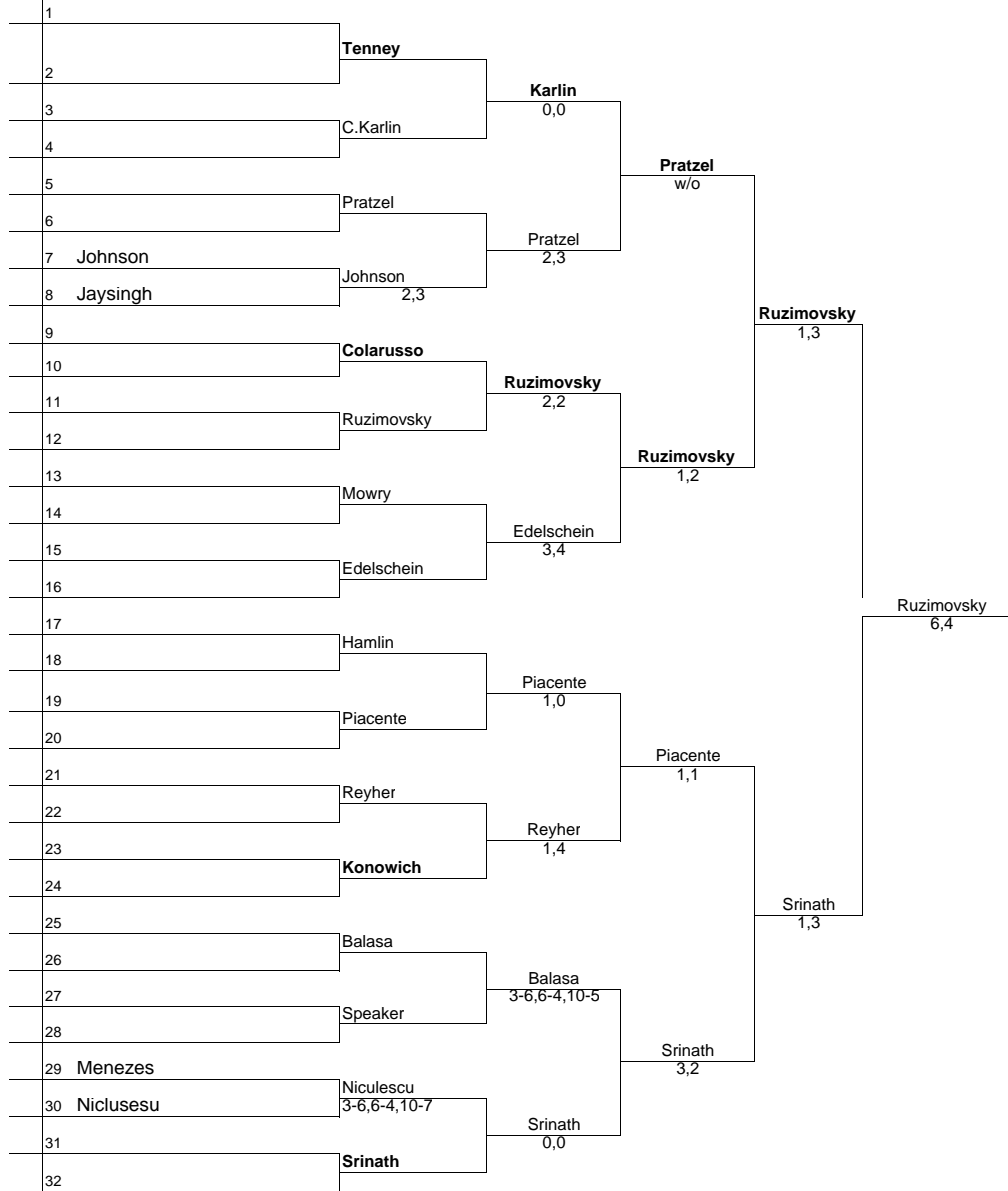 1
Tenney
2
Karlin
0,0
3
C.Karlin
4
Pratzel
w/o
5
Pratzel
6
Pratzel
2,3
7 Johnson
Johnson
2,3
8 Jaysingh
Ruzimovsky
1,3
9
Colarusso
10
Ruzimovsky
2,2
11
Ruzimovsky
12
Ruzimovsky
1,2
13
Mowry
14
Edelschein
3,4
15
Edelschein
16
Ruzimovsky
6,4
17
Hamlin
18
Piacente
1,0
19
Piacente
20
Piacente
1,1
21
Reyher
22
Reyher
1,4
23
Konowich
24
Srinath
1,3
25
Balasa
26
Balasa
3-6,6-4,10-5
27
Speaker
28
Srinath
3,2
29 Menezes
Niculescu
3-6,6-4,10-7
30 Niclusesu
Srinath
0,0
31
Srinath
32